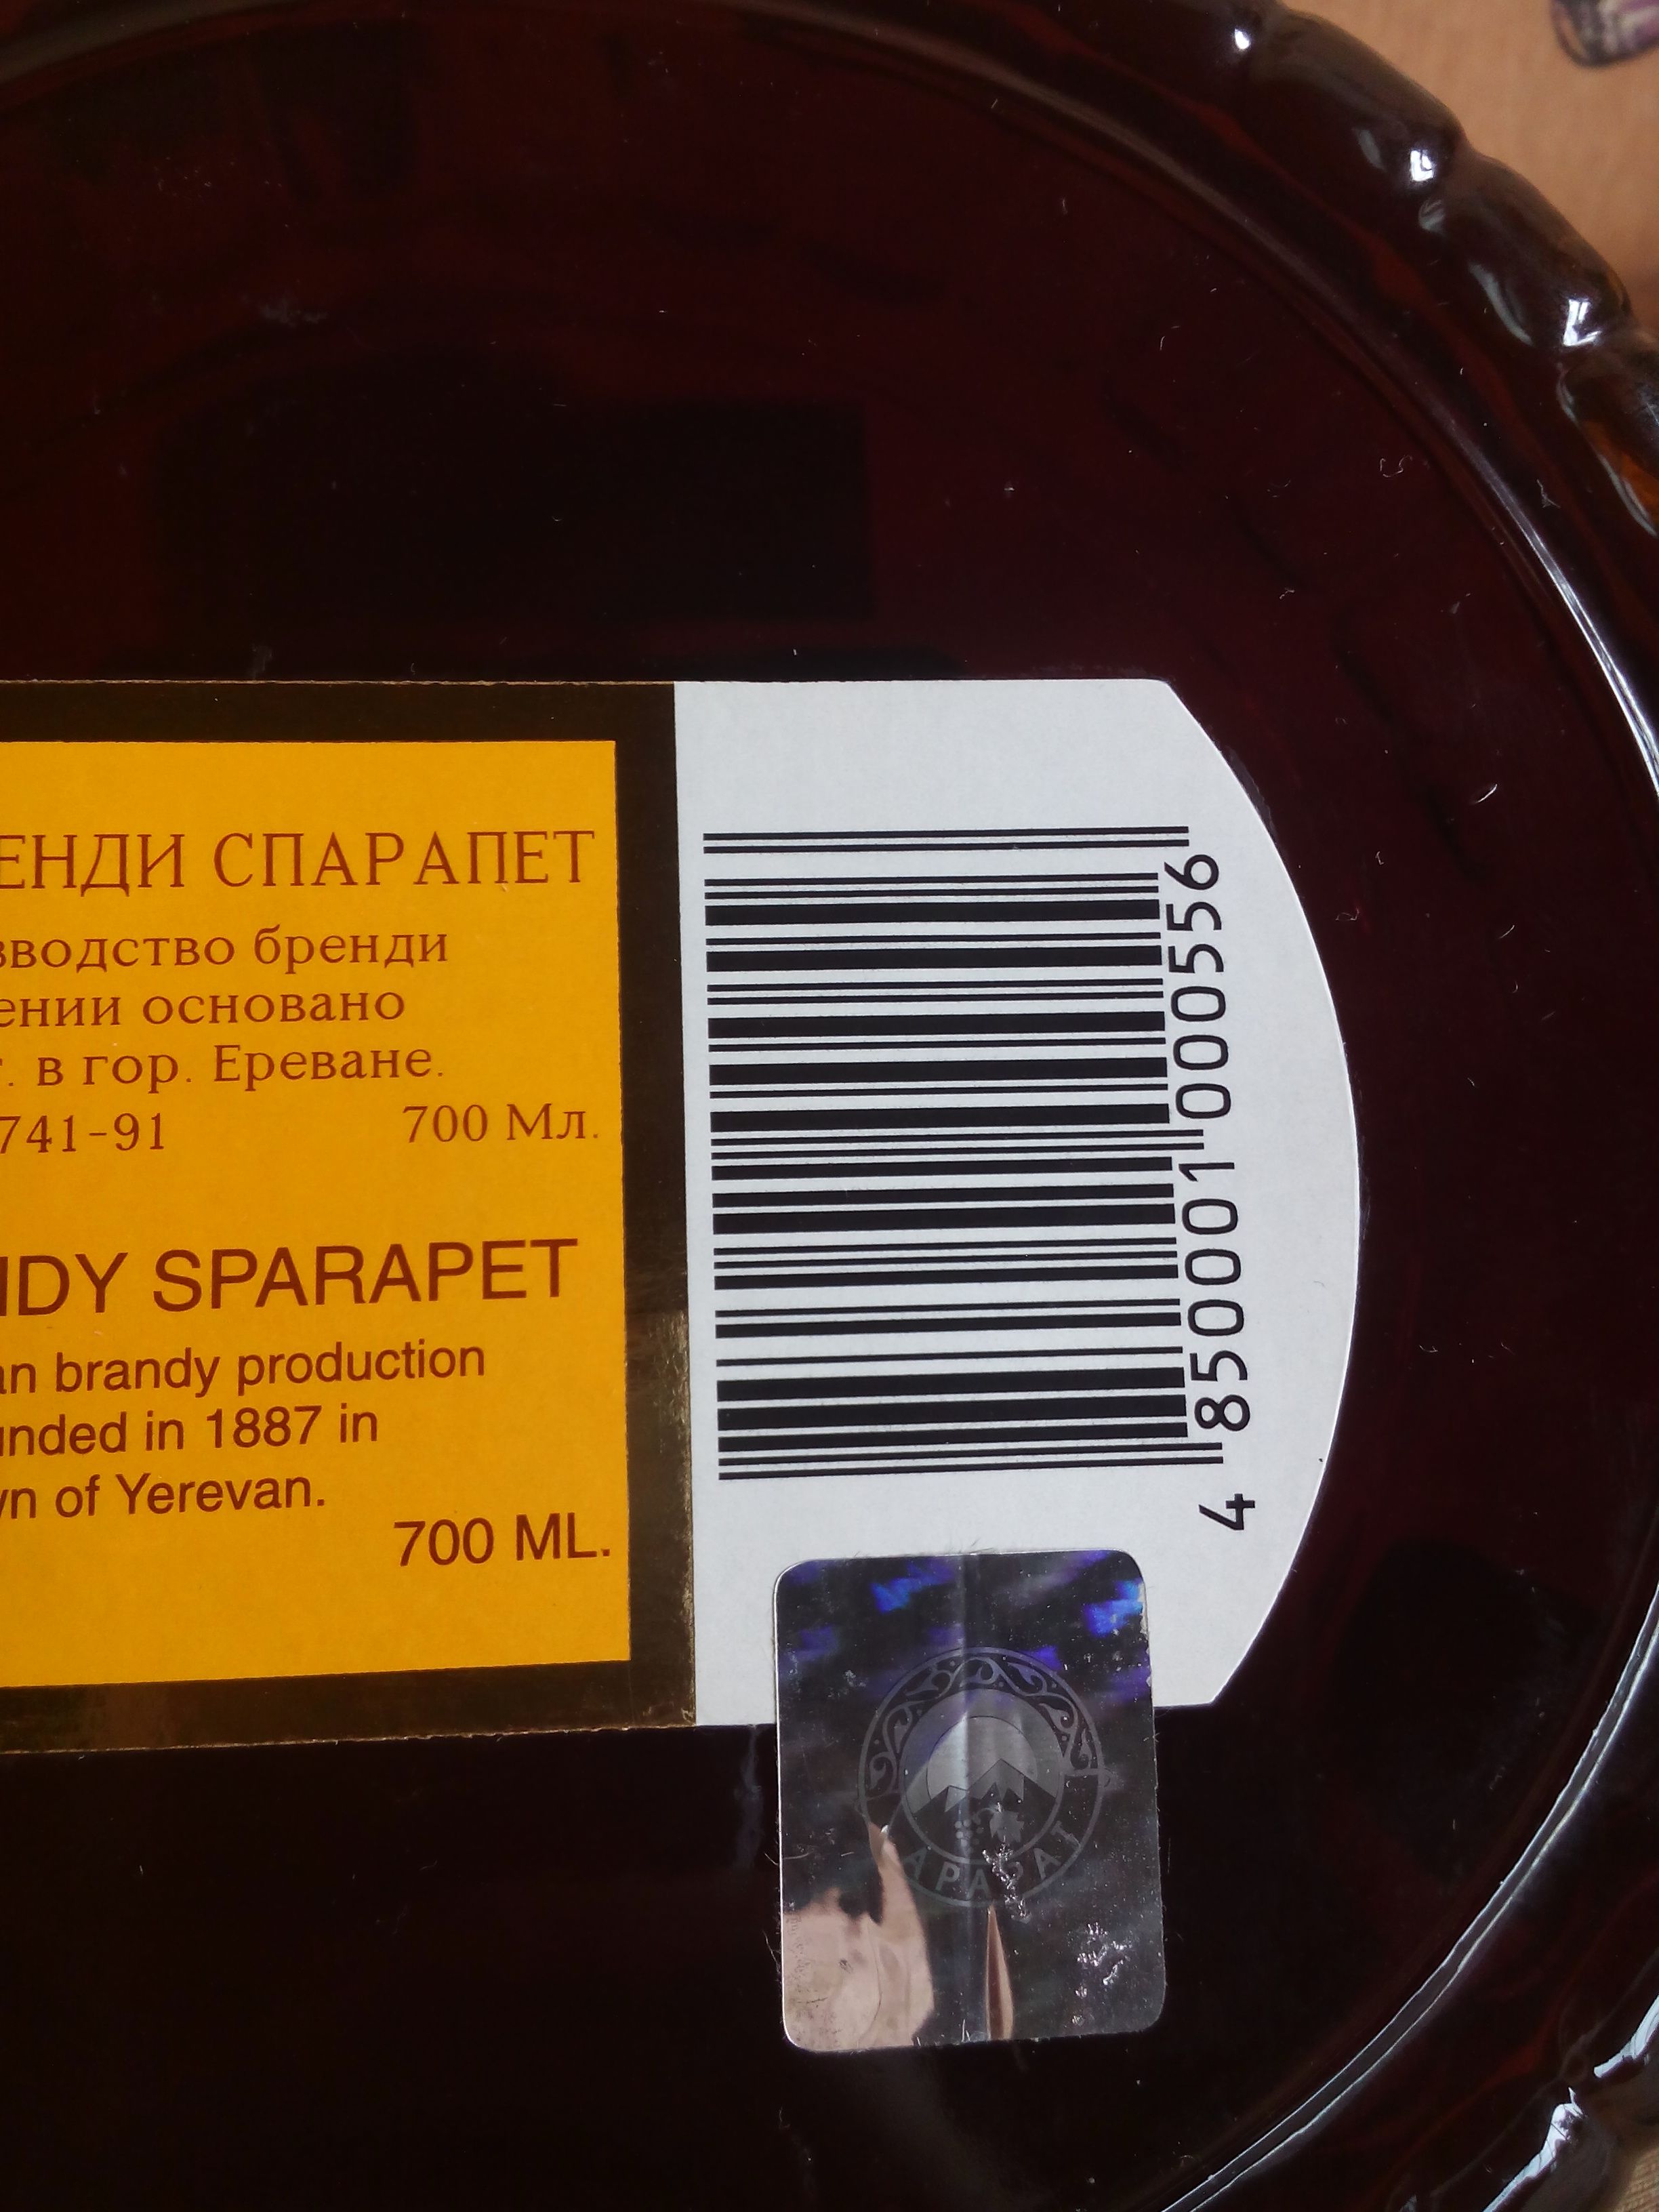 ЕНДИ СПАРАПЕТ
зводство бренди
ении основано
г. в гор. Ереване.
741-91 700 Мл.
NDY SPARAPET
an brandy production
unded in 1887 in
wn of Yerevan.
700 ML.
4 850001 000556
АРАРАТ